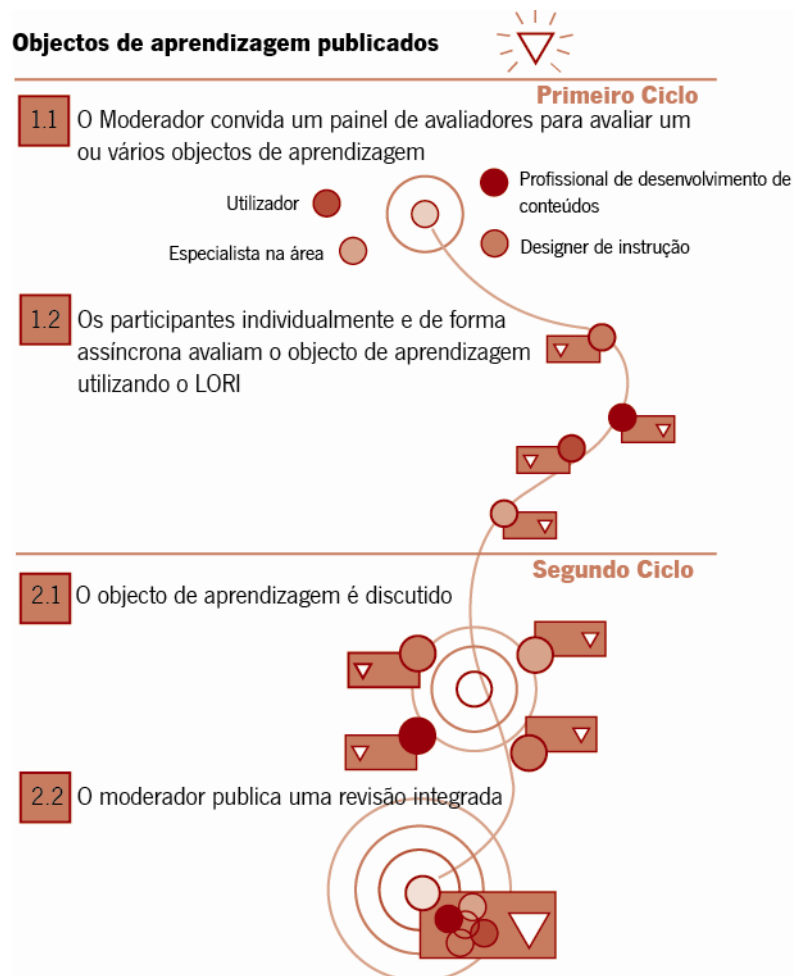 Objectos de aprendizagem publicados
Primeiro Ciclo
1.1 O Moderador convida um painel de avaliadores para avaliar um
ou vários objectos de aprendizagem
Utilizador
Profissional de desenvolvimento de
conteúdos
Especialista na área
Designer de instrução
1.2 Os participantes individualmente e de forma
assíncrona avaliam o objecto de aprendizagem
utilizando o LORI
Segundo Ciclo
2.1 O objecto de aprendizagem é discutido
2.2 O moderador publica uma revisão integrada